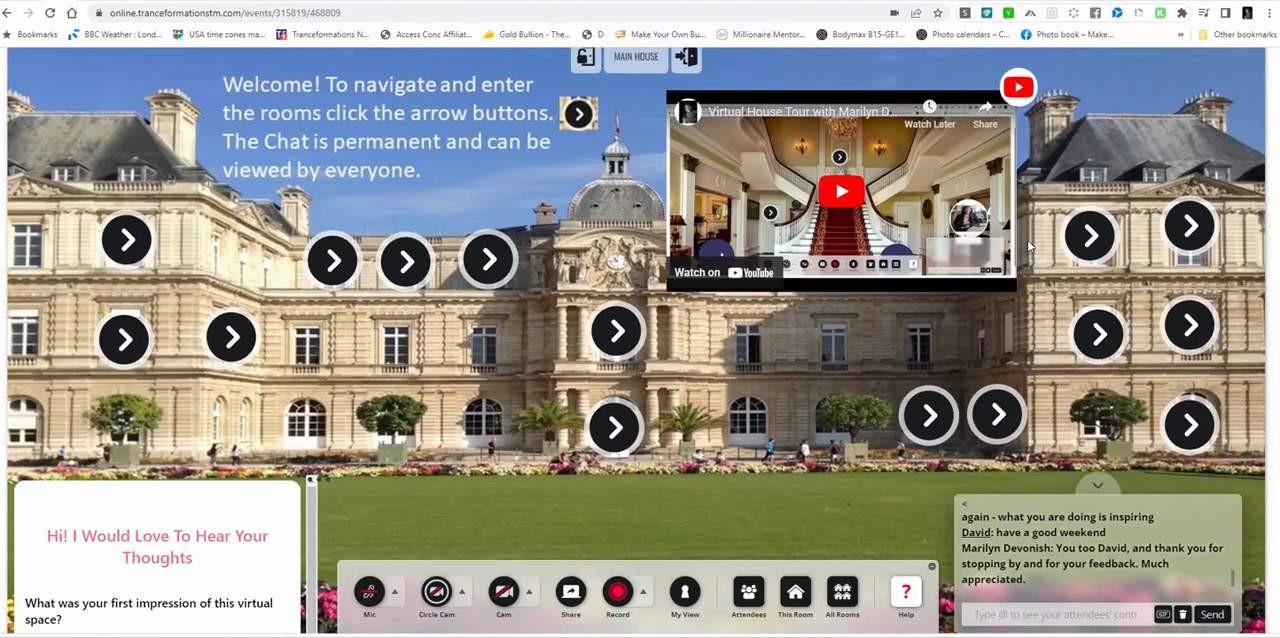 online.tranceformationstm.com/events/315819/468809
Bookmarks
BBC Weather : Lond...
USA time zones ma...
Tranceformations N...
Access Conc Affiliat...
Gold Bullion - The...
D
Make Your Own Bu...
Millionaire Mentor...
Bodymax B15-GE1...
Photo calendars – C...
Photo book – Make...
»
Other bookmarks
MAIN HOUSE
Welcome! To navigate and enter
the rooms click the arrow buttons.
The Chat is permanent and can be
viewed by everyone.
Virtual House Tour with Marilyn D...
Watch Later
Share
Watch on YouTube
Hi! I Would Love To Hear Your
Thoughts
What was your first impression of this virtual
space?
<
again - what you are doing is inspiring
David: have a good weekend
Marilyn Devonish: You too David, and thank you for
stopping by and for your feedback. Much
appreciated.
Type @ to see your attendees' contr
GIF
Send
Mic
Circle Cam
Cam
Share
Record
My View
Attendees
This Room
All Rooms
?
Help